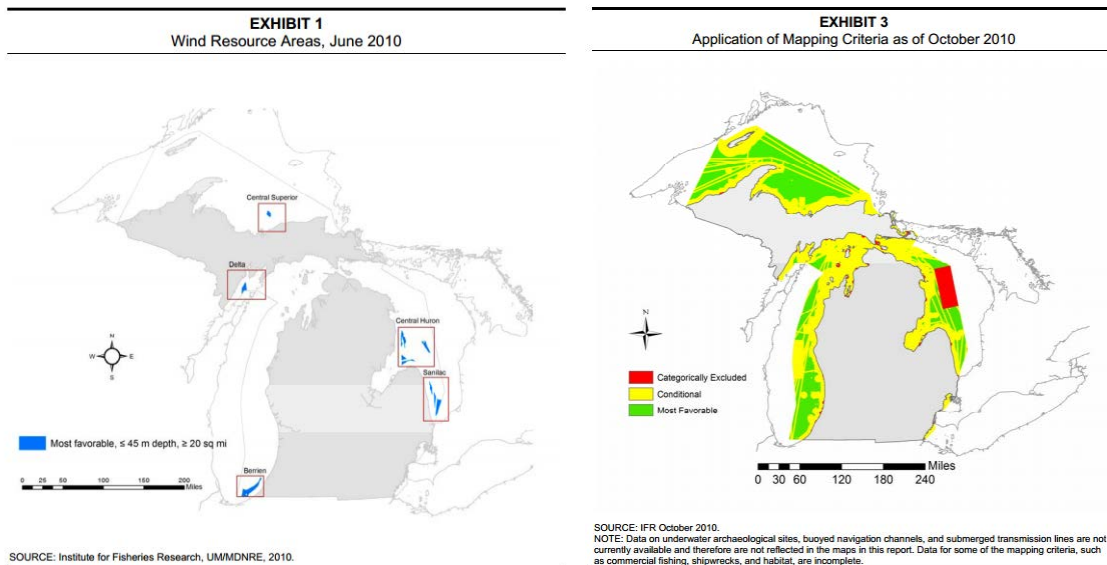 EXHIBIT 1
Wind Resource Areas, June 2010
Central Superior
Delta
Central Huron
Sanilac
N
W E
S
Most favorable, ≤ 45 m depth, ≥ 20 sq mi
Berrien
0 25 50 100 150 200
Miles
SOURCE: Institute for Fisheries Research, UM/MDNRE, 2010.
EXHIBIT 3
Application of Mapping Criteria as of October 2010
N
W E
S
Categorically Excluded
Conditional
Most Favorable
Miles
0 30 60 120 180 240
SOURCE: IFR October 2010.
NOTE: Data on underwater archaeological sites, buoyed navigation channels, and submerged transmission lines are not
currently available and therefore are not reflected in the maps in this report. Data for some of the mapping criteria, such
as commercial fishing, shipwrecks, and habitat, are incomplete.